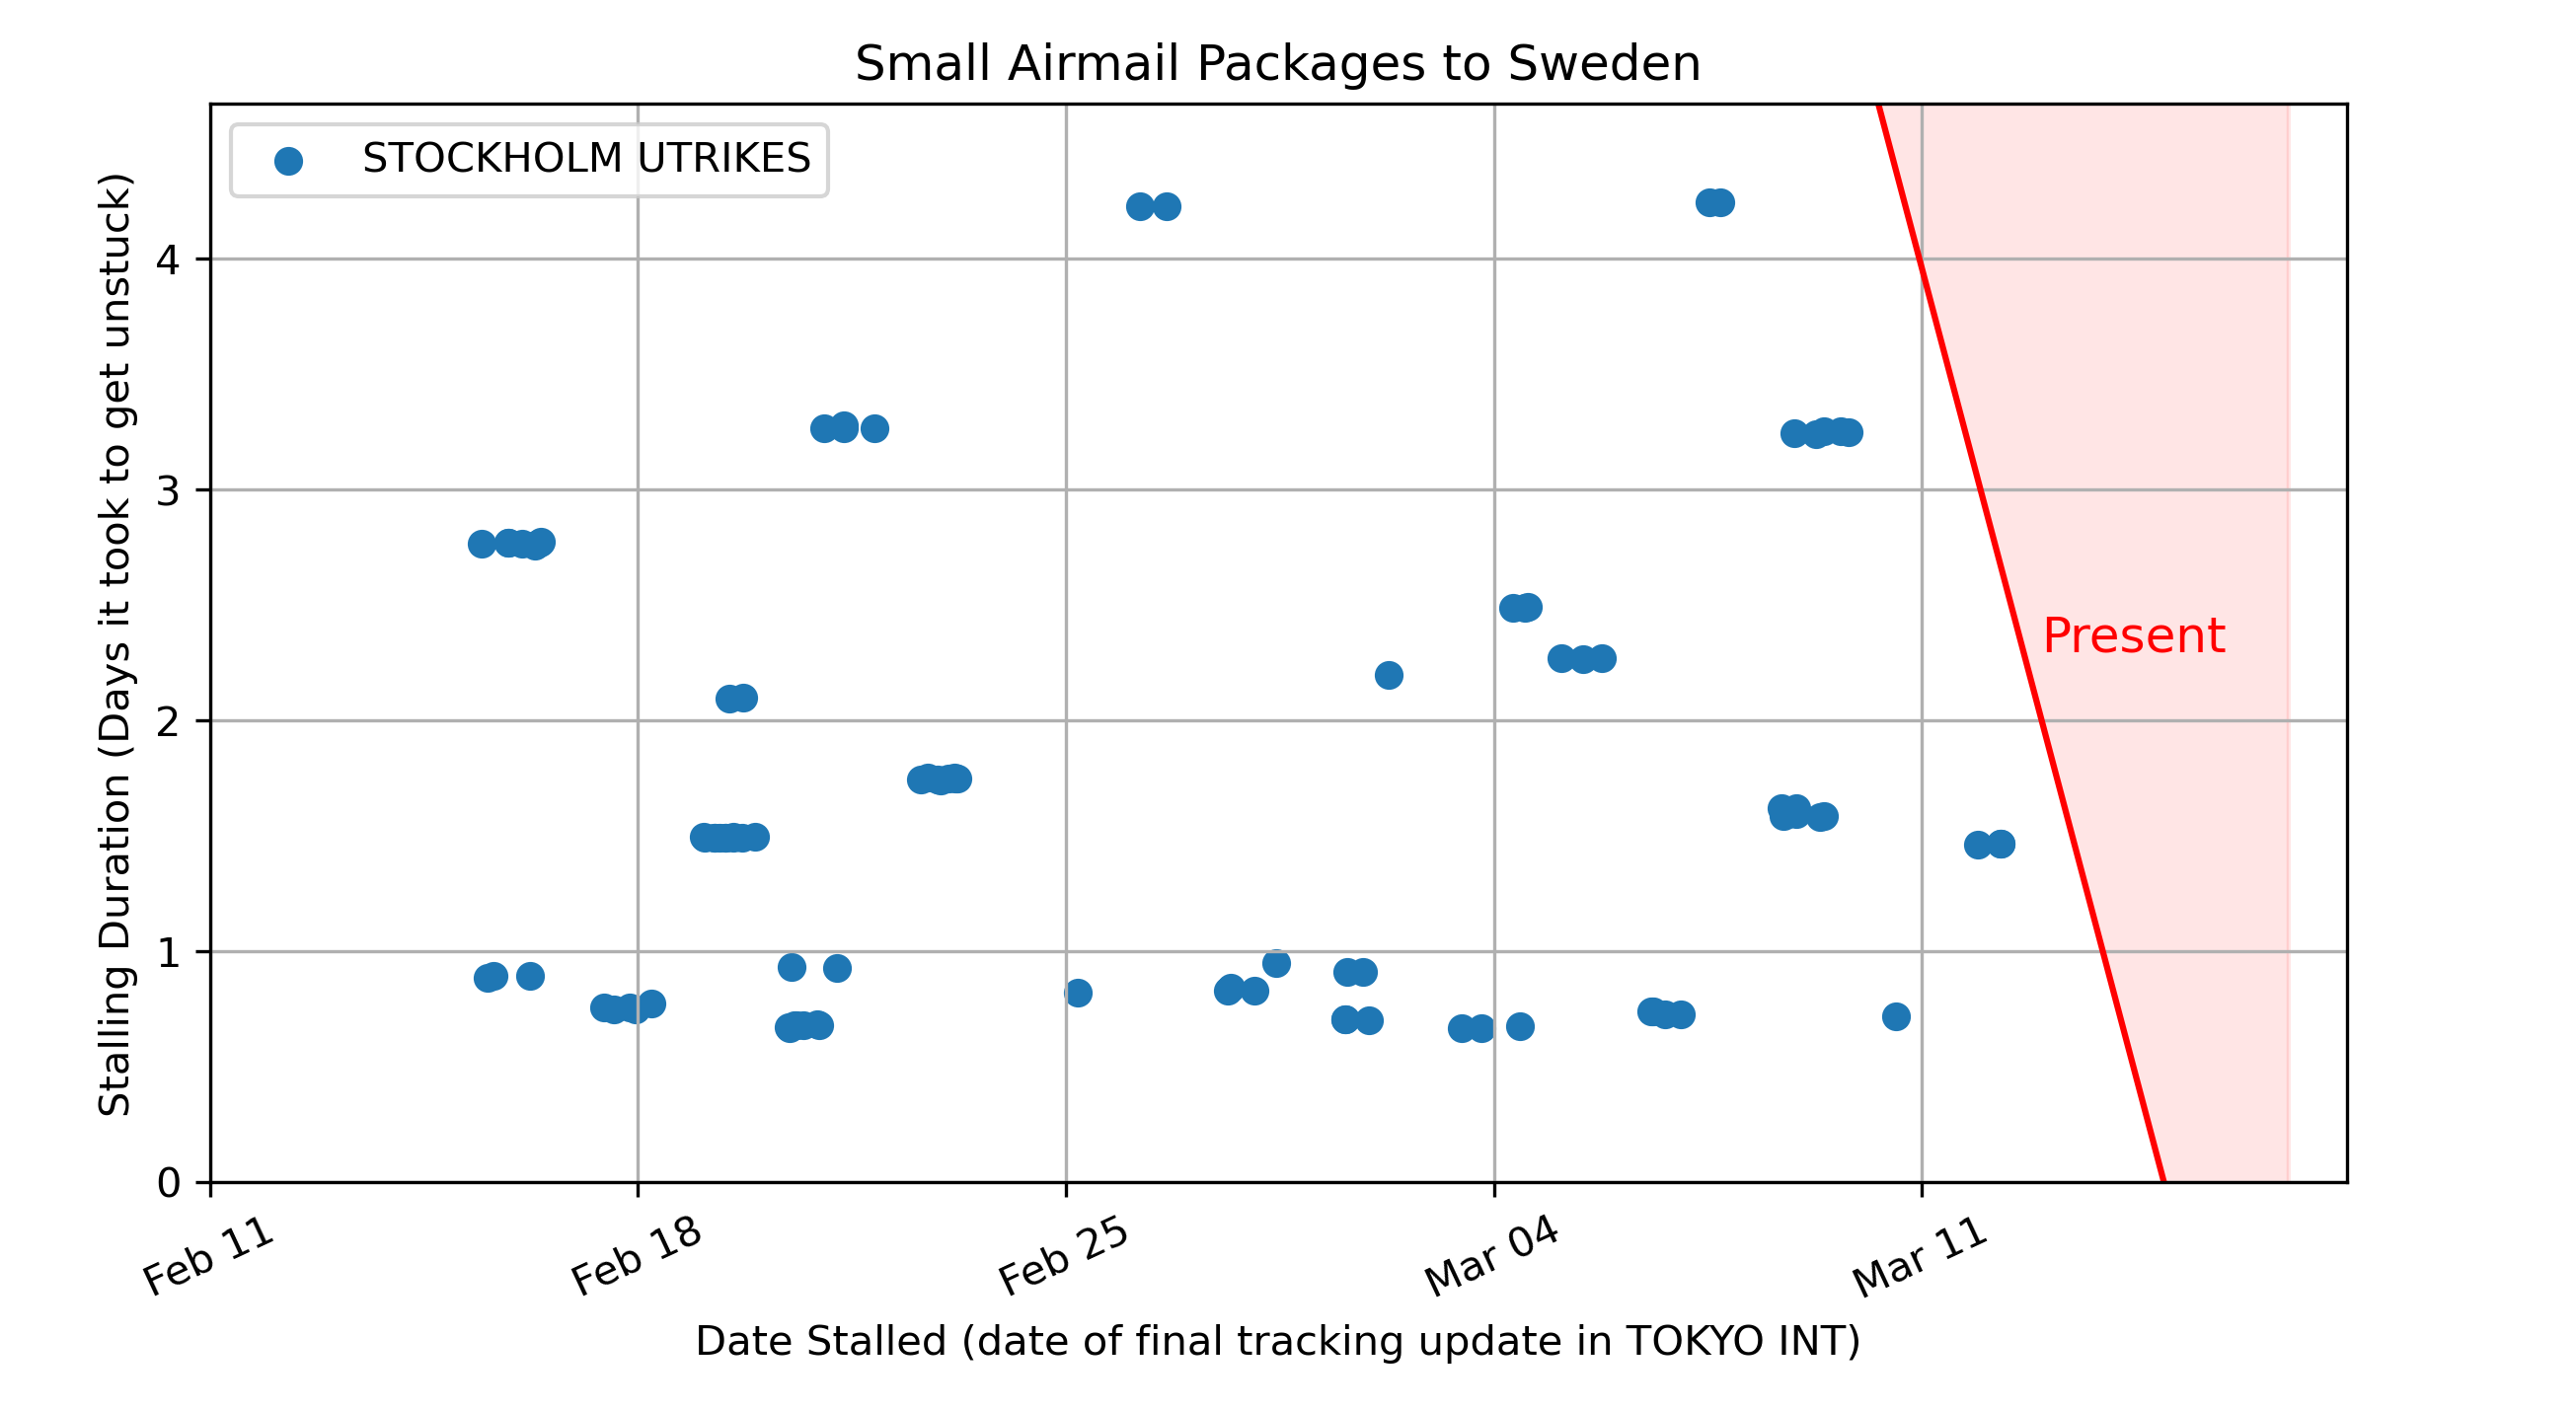 Small Airmail Packages to Sweden
STOCKHOLM UTRIKES
Stalling Duration (Days it took to get unstuck)
4
3
2
1
0
Present
Feb 11
Feb 18
Feb 25
Mar 04
Mar 11
Date Stalled (date of final tracking update in TOKYO INT)